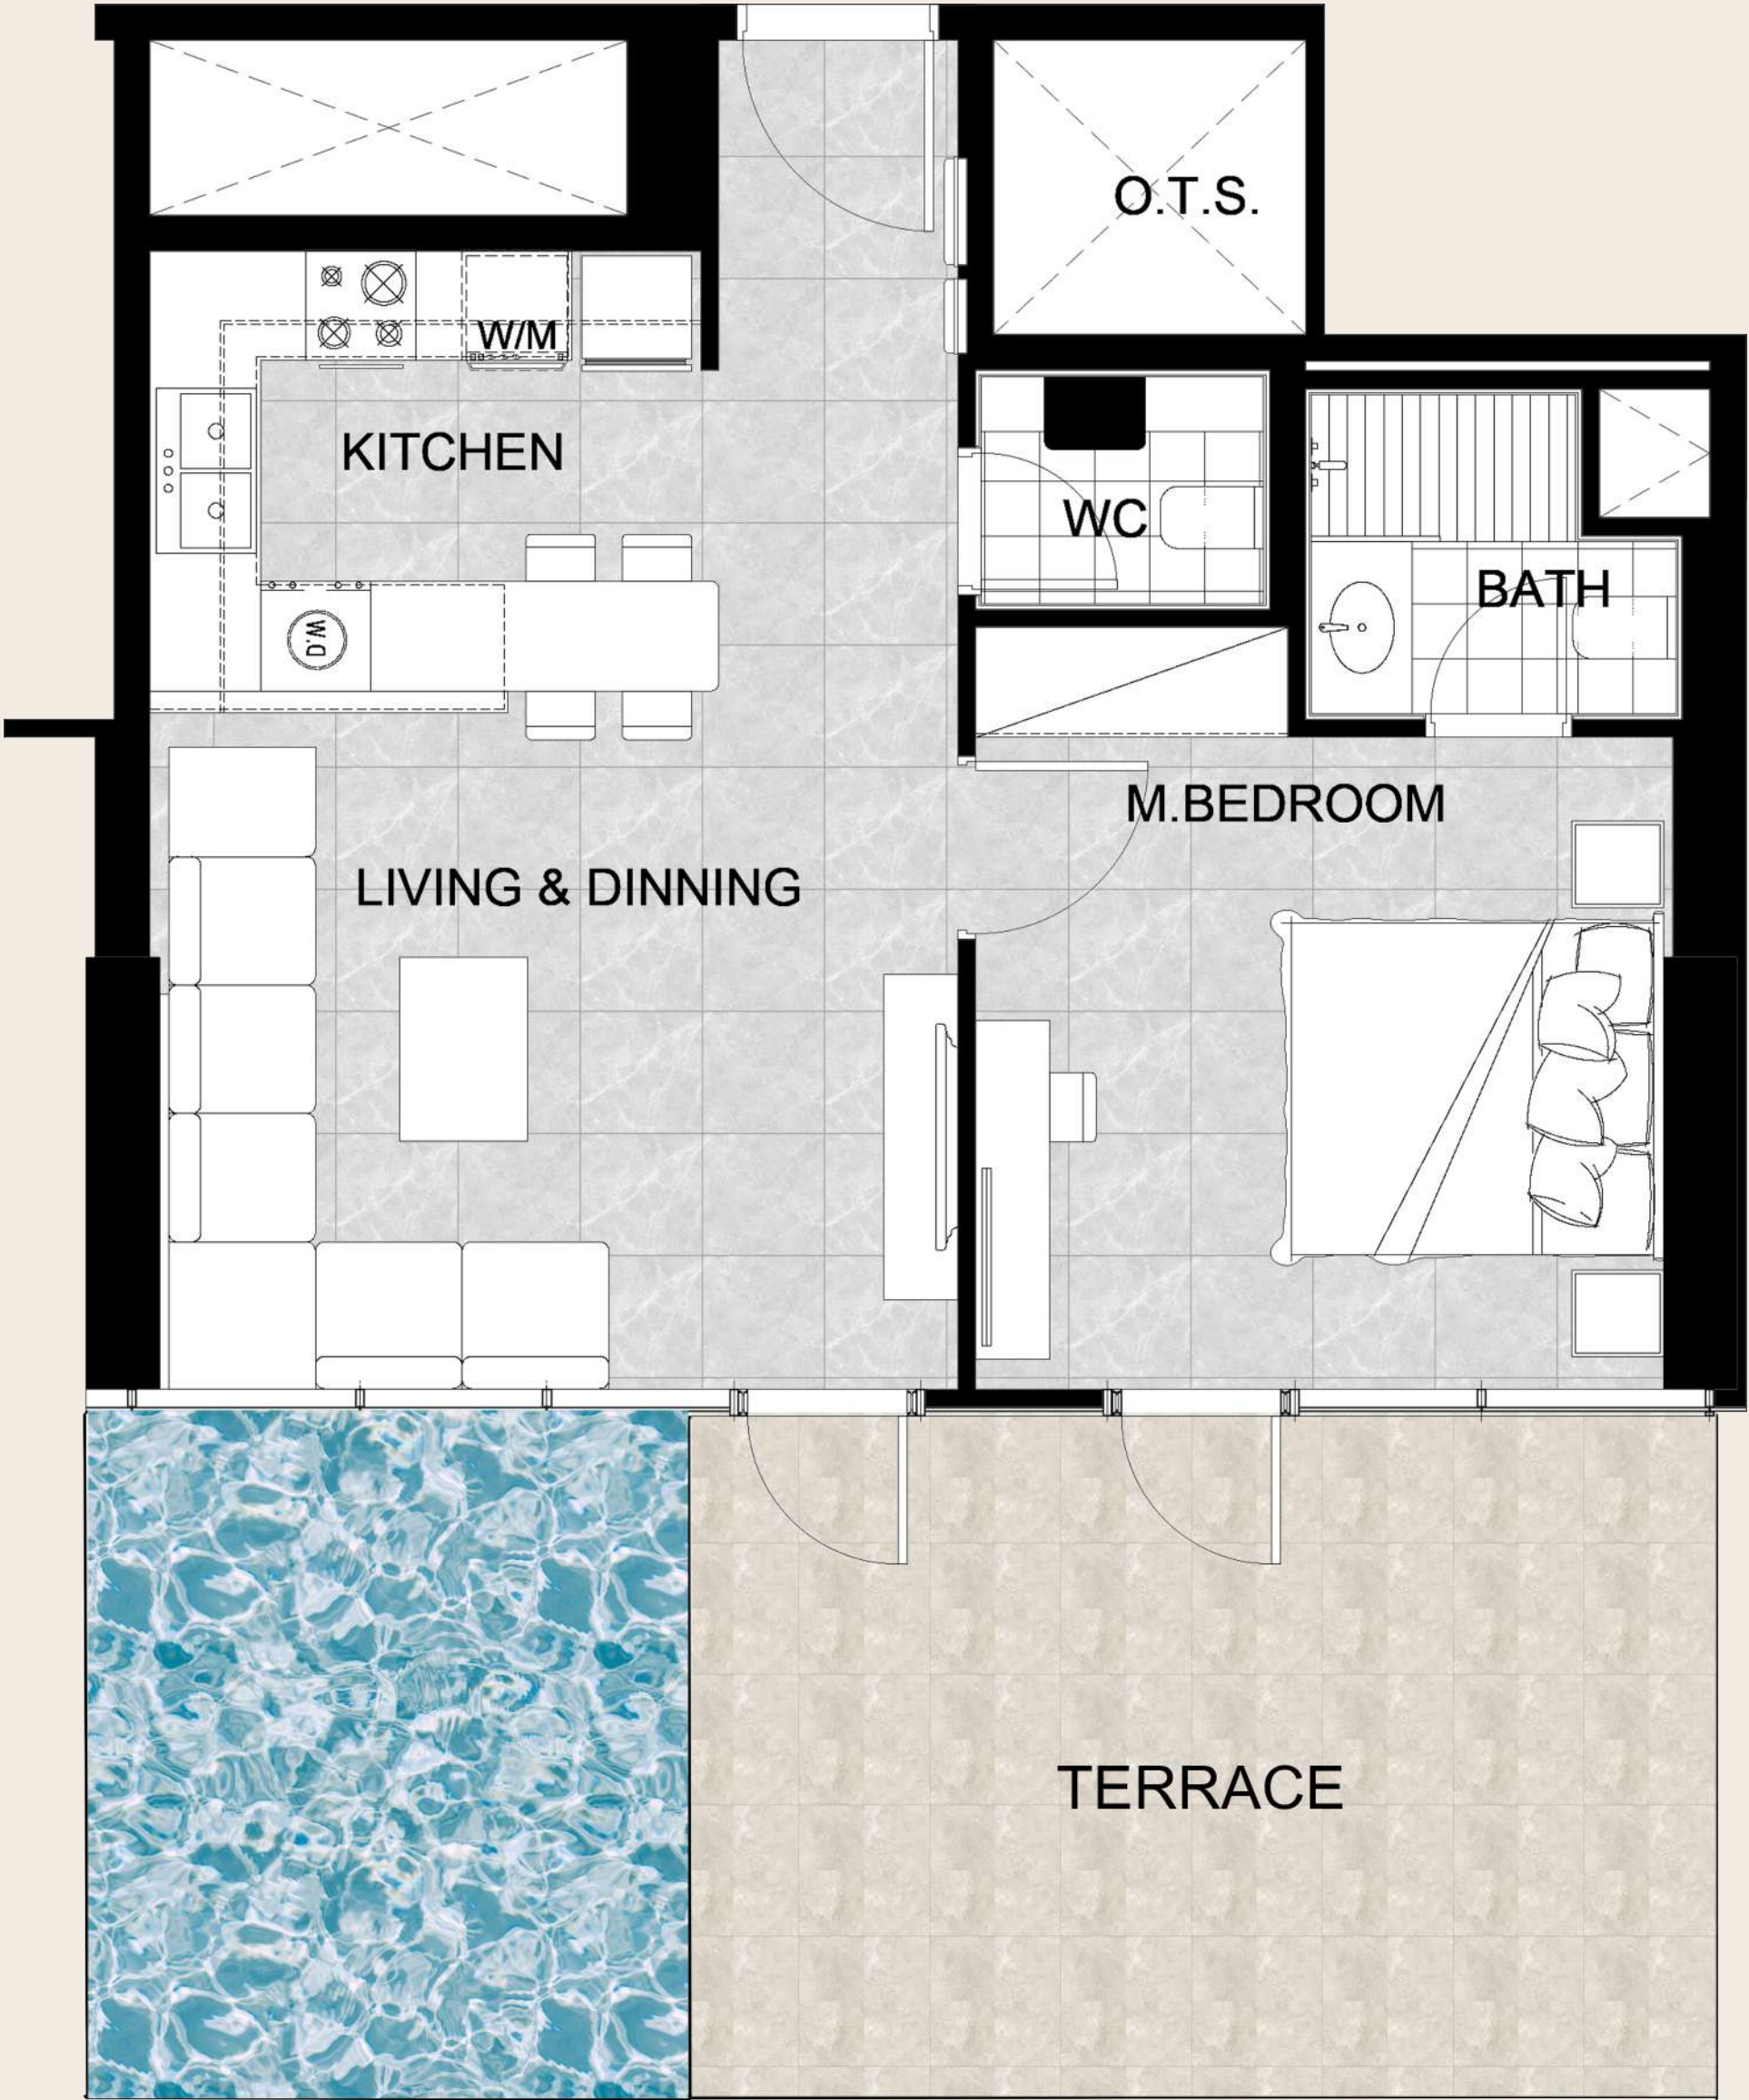 O.T.S.
W/M
KITCHEN
WC
BATH
W.D
M.BEDROOM
LIVING & DINNING
TERRACE